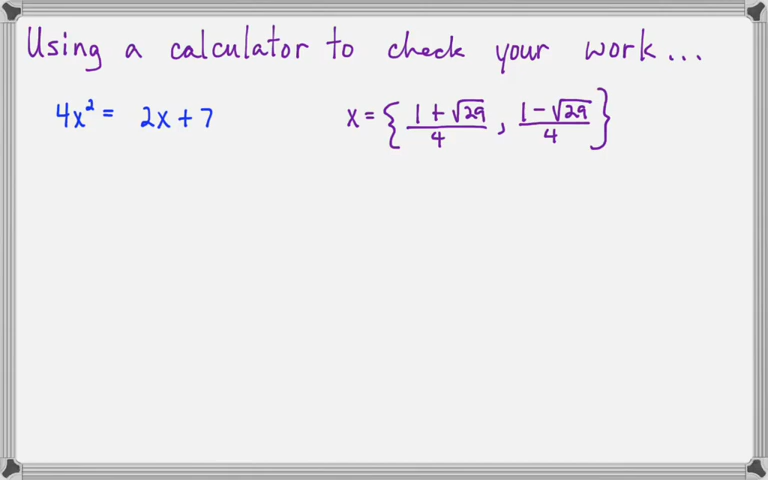 Using a calculator to check your work...
4x² = 2x + 7 x = { (1 + √29)/4 , (1 - √29)/4 }